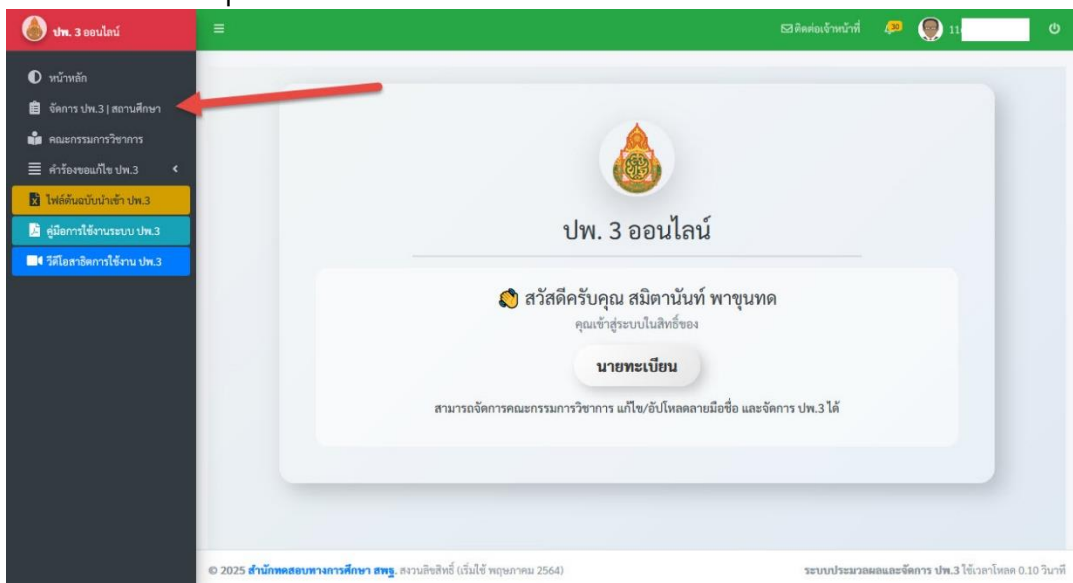 ปพ. 3 ออนไลน์
ติดต่อเจ้าหน้าที่
11
หน้าหลัก
จัดการ ปพ.3 | สถานศึกษา
คณะกรรมการวิชาการ
คำร้องขอแก้ไข ปพ.3
ไฟล์ต้นฉบับนำเข้า ปพ.3
คู่มือการใช้งานระบบ ปพ.3
วีดีโอสาธิตการใช้งาน ปพ.3
ปพ. 3 ออนไลน์
สวัสดีครับคุณ สมิตานันท์ พาขุนทด
คุณเข้าสู่ระบบในสิทธิ์ของ
นายทะเบียน
สามารถจัดการคณะกรรมการวิชาการ แก้ไข/อัปโหลดลายมือชื่อ และจัดการ ปพ.3 ได้
© 2025 สำนักทดสอบทางการศึกษา สพฐ. สงวนลิขสิทธิ์ (เริ่มใช้ พฤษภาคม 2564)
ระบบประมวลผลและจัดการ ปพ.3 ใช้เวลาโหลด 0.10 วินาที